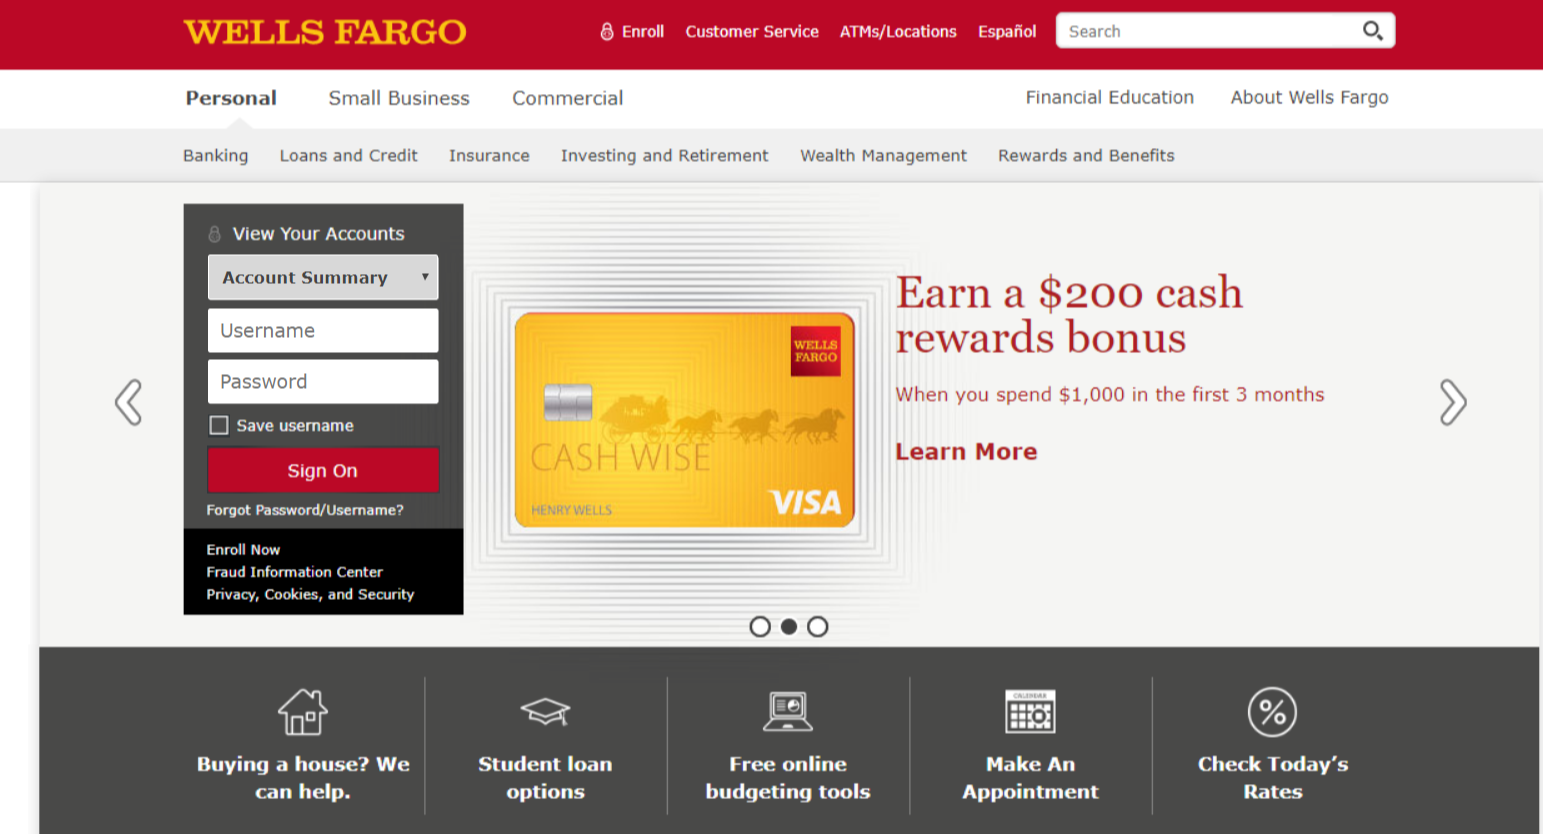 WELLS FARGO
Enroll Customer Service ATMs/Locations Español Search
Personal Small Business Commercial Financial Education About Wells Fargo
Banking Loans and Credit Insurance Investing and Retirement Wealth Management Rewards and Benefits
View Your Accounts
Account Summary
Username
Password
Save username
Sign On
Forgot Password/Username?
Enroll Now
Fraud Information Center
Privacy, Cookies, and Security
WELLS
FARGO
CASH WISE
HENRY WELLS
VISA
Earn a $200 cash
rewards bonus
When you spend $1,000 in the first 3 months
Learn More
Buying a house? We
can help.
Student loan
options
Free online
budgeting tools
CALENDAR
Make An
Appointment
%
Check Today's
Rates